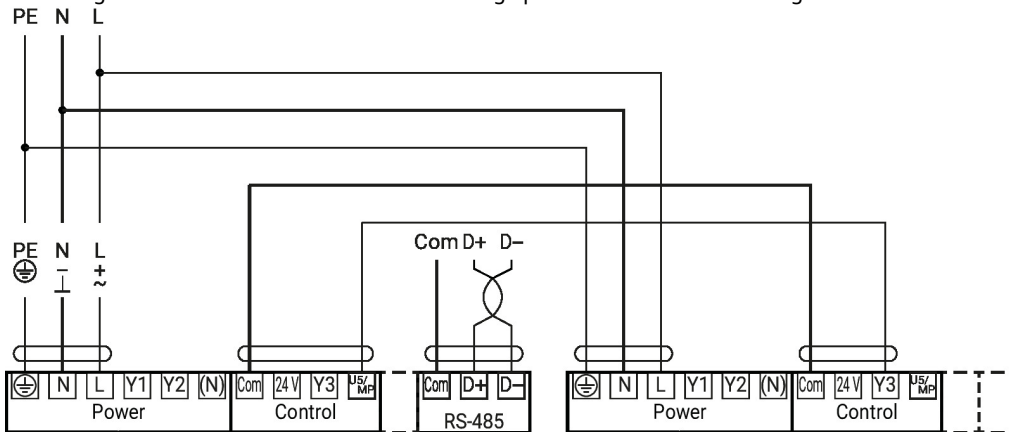 PE N L
Com D+ D–
PE N L
– +
~
N L Y1 Y2 (N) Com 24 V Y3 U5/MP Com D+ D– N L Y1 Y2 (N) Com 24 V Y3 U5/MP
Power Control RS-485 Power Control